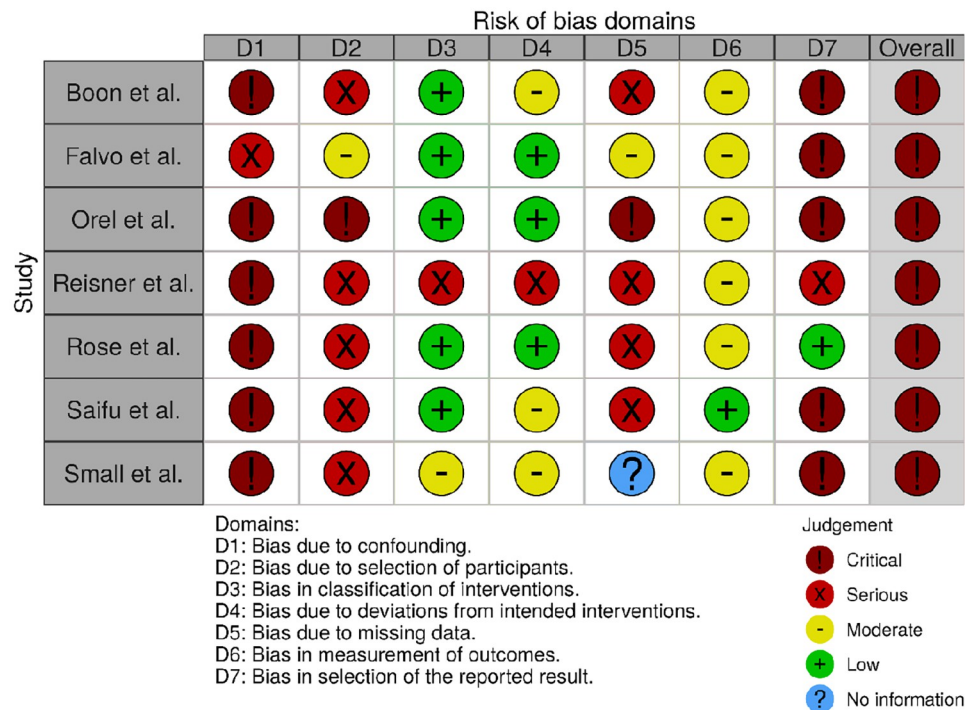 Risk of bias domains
D1 D2 D3 D4 D5 D6 D7 Overall
Study
Boon et al. ! X + - X - ! !
Falvo et al. X - + + - - ! !
Orel et al. ! ! + + ! - ! !
Reisner et al. ! X X X X - X !
Rose et al. ! X + + X - + !
Saifu et al. ! X + - X + ! !
Small et al. ! X - - ? - ! !
Domains:
D1: Bias due to confounding.
D2: Bias due to selection of participants.
D3: Bias in classification of interventions.
D4: Bias due to deviations from intended interventions.
D5: Bias due to missing data.
D6: Bias in measurement of outcomes.
D7: Bias in selection of the reported result.
Judgement
! Critical
X Serious
- Moderate
+ Low
? No information